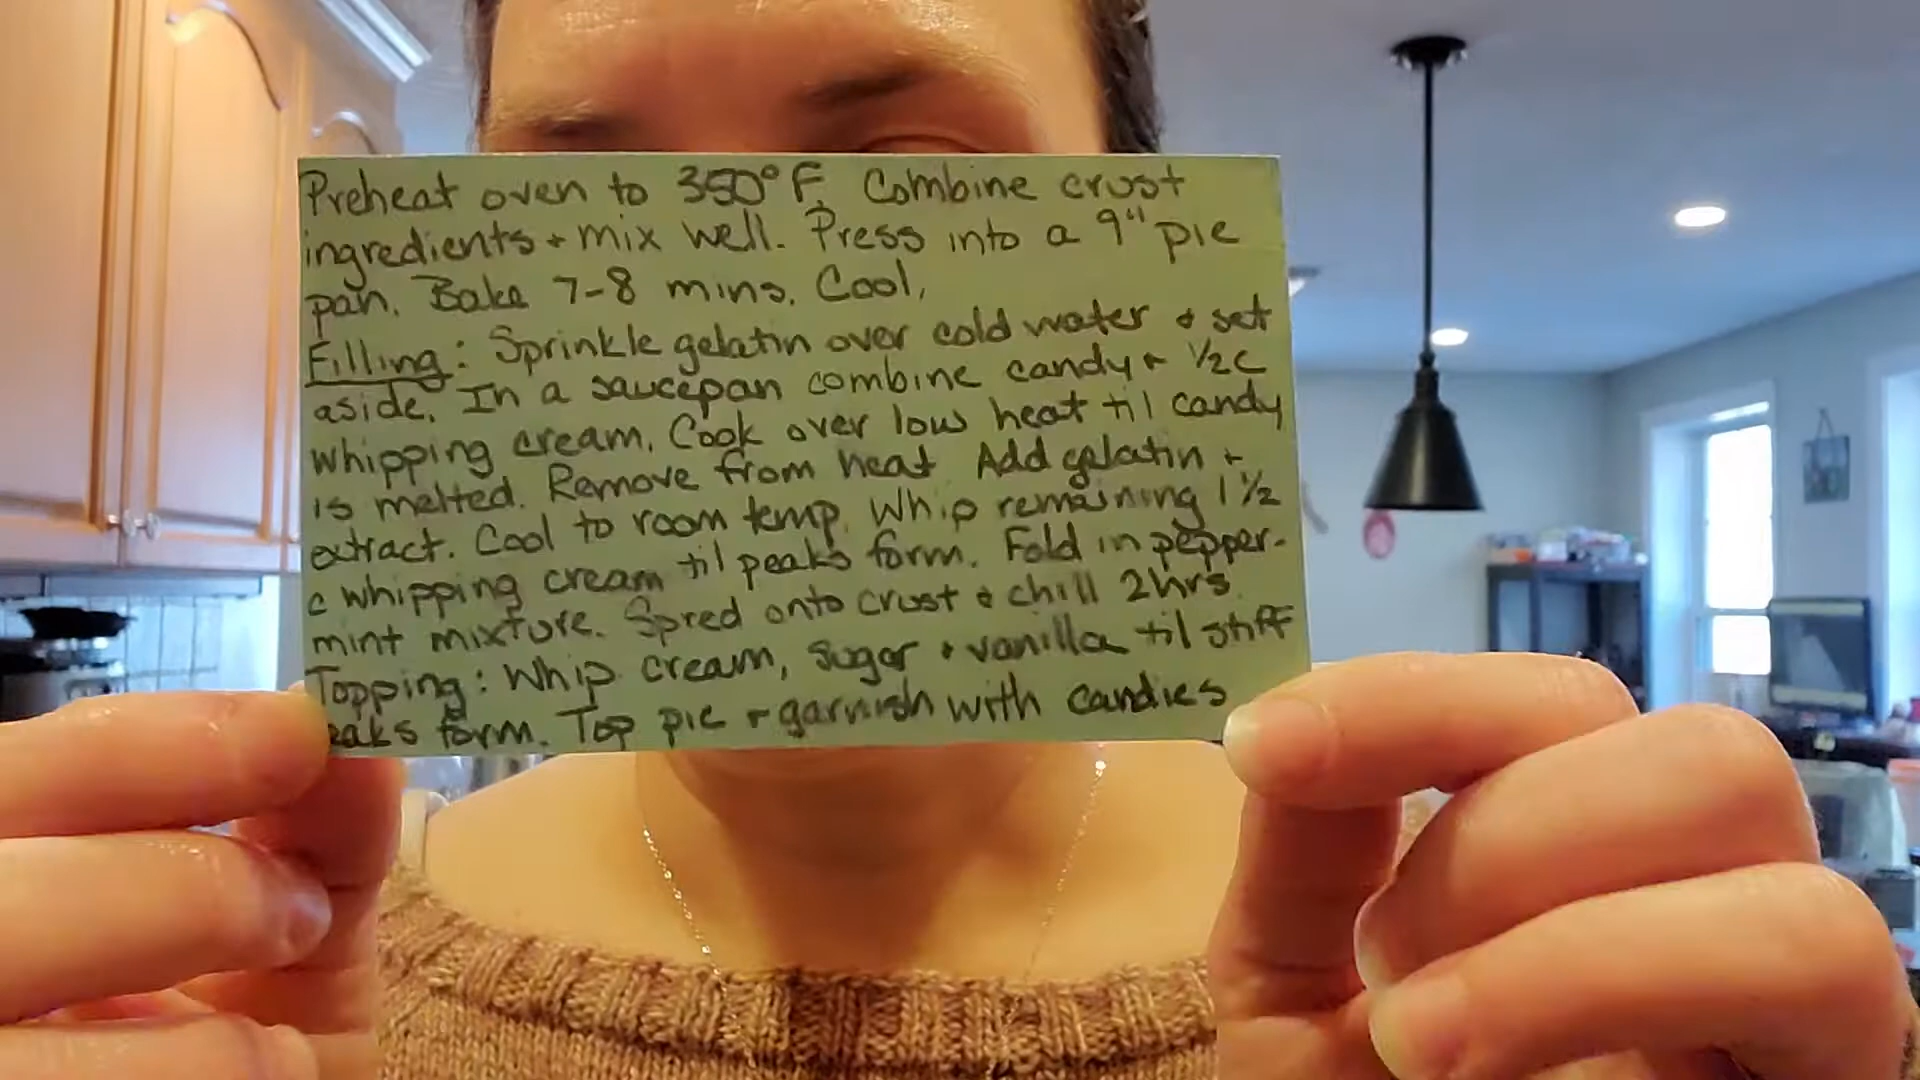 Preheat oven to 350°F. Combine crust
ingredients + mix well. Press into a 9" pie
pan. Bake 7-8 mins. Cool.
Filling: Sprinkle gelatin over cold water + set
aside. In a saucepan combine candy + 1/2 c
whipping cream. Cook over low heat til candy
is melted. Remove from heat Add gelatin +
extract. Cool to room temp. Whip remaining 1 1/2
c whipping cream til peaks form. Fold in pepper-
mint mixture. Spred onto crust + chill 2hrs.
Topping: Whip cream, sugar + vanilla til stiff
eaks form. Top pie + garnish with candies